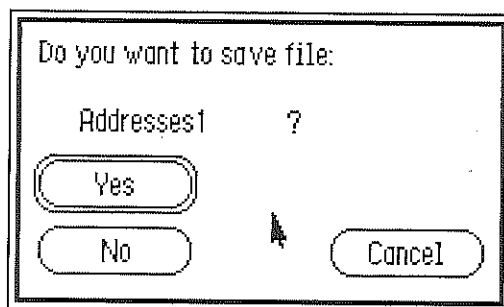 Do you want to save file:
Addresses1 ?
Yes
No
Cancel